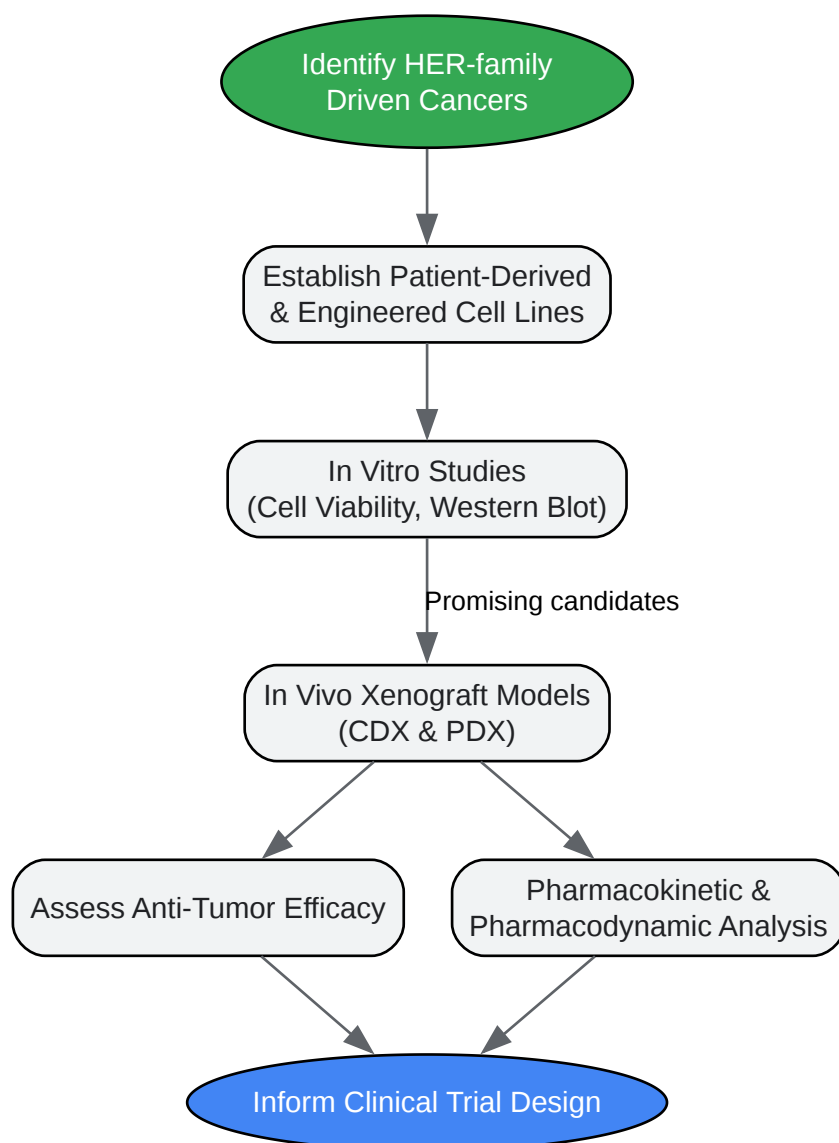 Identify HER-family
Driven Cancers
Establish Patient-Derived
& Engineered Cell Lines
In Vitro Studies
(Cell Viability, Western Blot)
Promising candidates
In Vivo Xenograft Models
(CDX & PDX)
Assess Anti-Tumor Efficacy
Pharmacokinetic &
Pharmacodynamic Analysis
Inform Clinical Trial Design